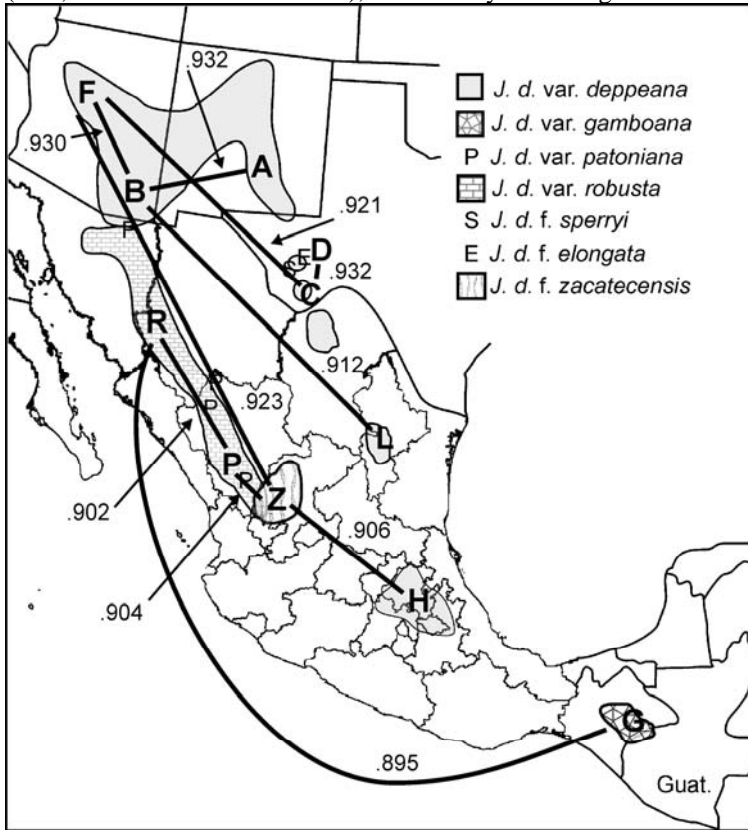 .932
F
.930
A
B
J. d. var. deppeana
J. d. var. gamboana
P J. d. var. patoniana
J. d. var. robusta
S J. d. f. sperryi
E J. d. f. elongata
J. d. f. zacatecensis
.921
P
E D
S
.932
C
R
.912
P
.923
P
L
P
P
Z
.902
.906
.904
H
G
.895
Guat.